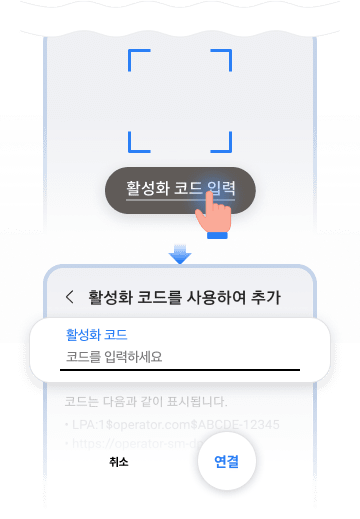 활성화 코드 입력
활성화 코드를 사용하여 추가
활성화 코드
코드를 입력하세요
코드는 다음과 같이 표시됩니다.
• LPA:1$operator.com$ABCDE-12345
• https://operator-sm-dp
취소
연결